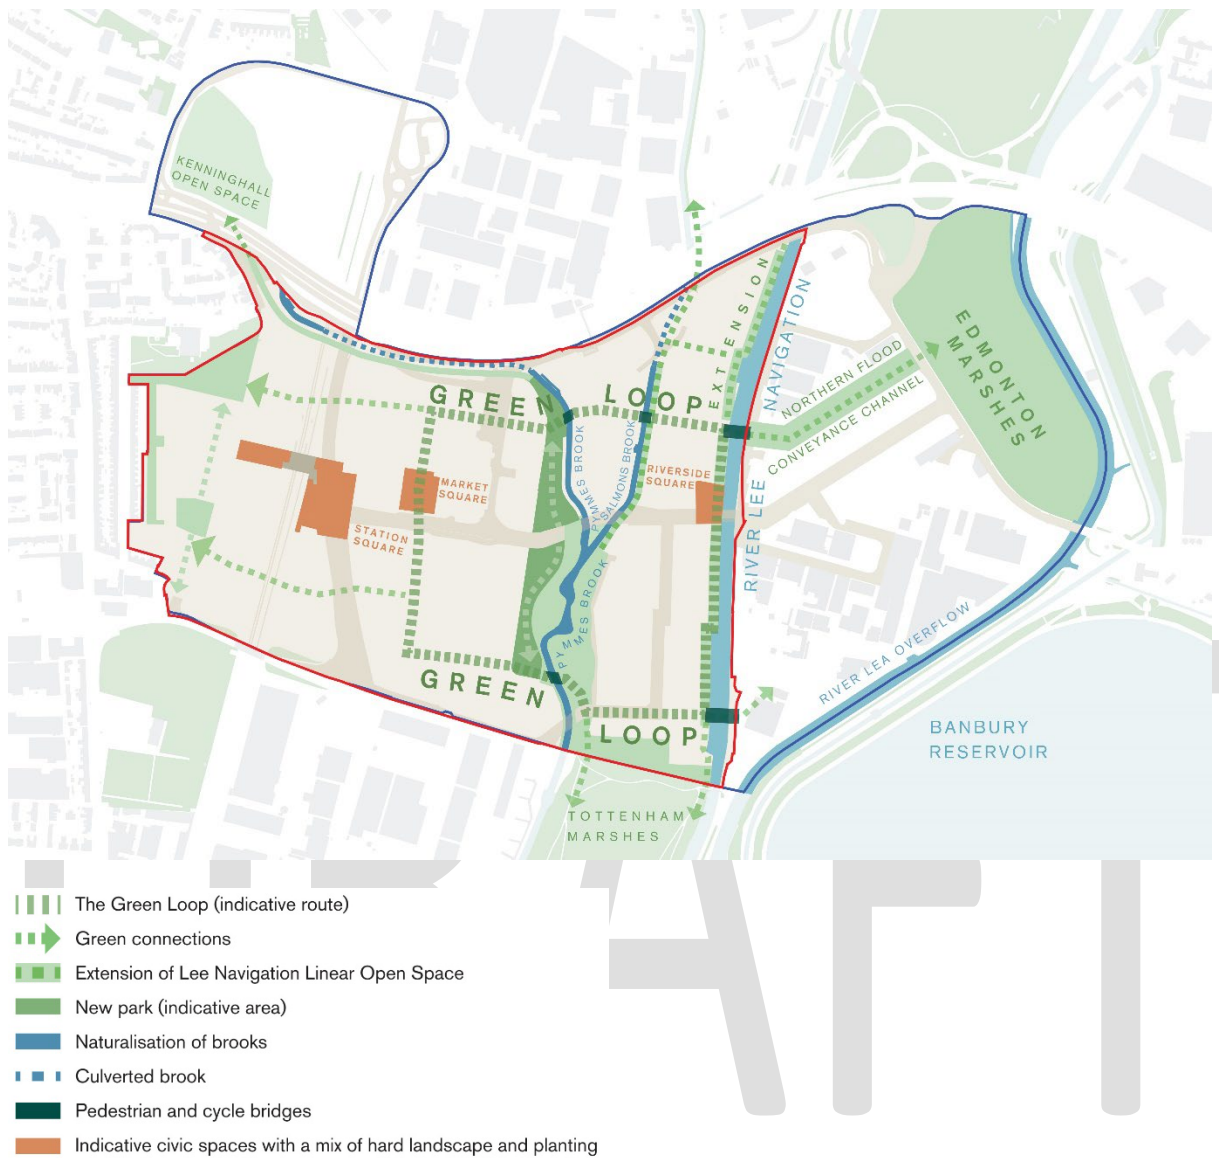 KENNINGHALL
OPEN SPACE
EXTENSION
NAVIGATION
RIVER LEE
NORTHERN FLOOD
CONVEYANCE CHANNEL
EDMONTON
MARSHES
GREEN
LOOP
PYMMES BROOK
SALMONS BROOK
RIVERSIDE
SQUARE
MARKET
SQUARE
STATION
SQUARE
PYMMES BROOK
GREEN
LOOP
RIVER LEA OVERFLOW
BANBURY
RESERVOIR
TOTTENHAM
MARSHES
DRAFT
The Green Loop (indicative route)
Green connections
Extension of Lee Navigation Linear Open Space
New park (indicative area)
Naturalisation of brooks
Culverted brook
Pedestrian and cycle bridges
Indicative civic spaces with a mix of hard landscape and planting